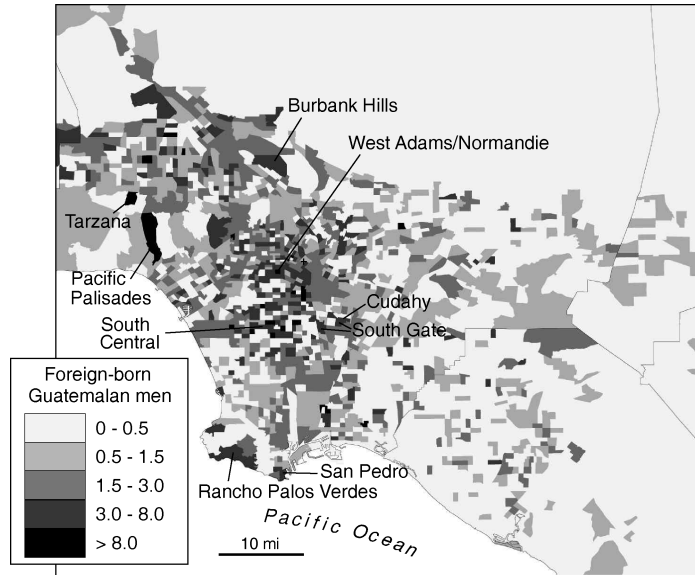 Burbank Hills
West Adams/Normandie
Tarzana
Pacific
Palisades
Cudahy
South
Central
South Gate
Foreign-born
Guatemalan men
0 - 0.5
0.5 - 1.5
1.5 - 3.0
3.0 - 8.0
> 8.0
San Pedro
Rancho Palos Verdes
Pacific Ocean
10 mi